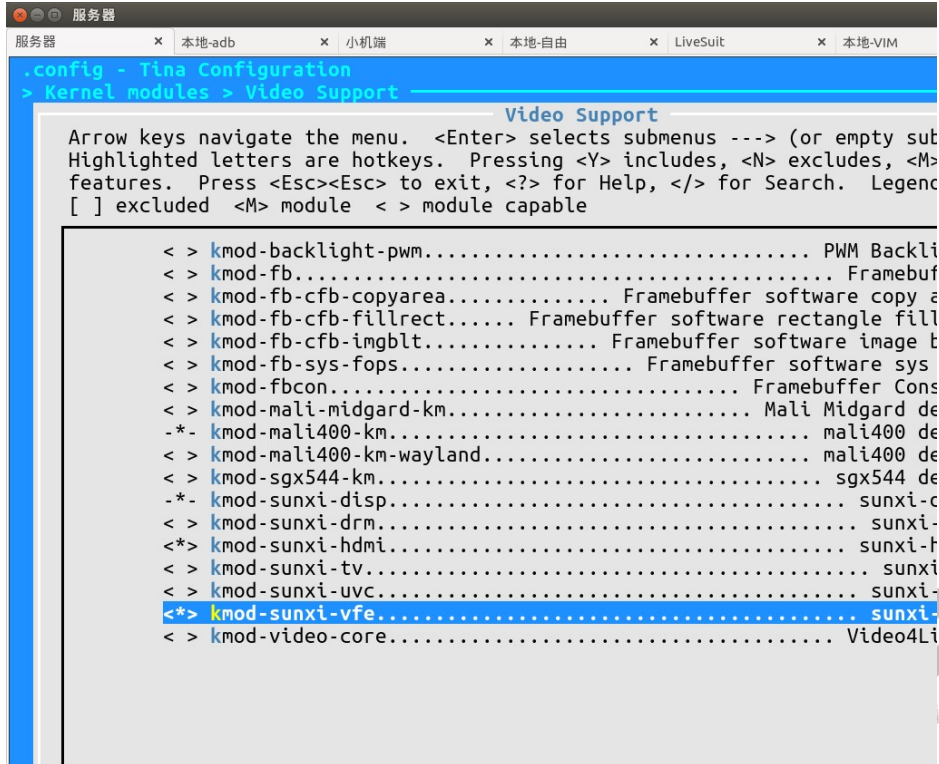 服务器
服务器 × 本地-adb × 小机端 × 本地-自由 × LiveSuit × 本地-VIM
.config - Tina Configuration
> Kernel modules > Video Support
Video Support
Arrow keys navigate the menu.  <Enter> selects submenus ---> (or empty sub
Highlighted letters are hotkeys.  Pressing <Y> includes, <N> excludes, <M>
features.  Press <Esc><Esc> to exit, <?> for Help, </> for Search.  Legend
[ ] excluded  <M> module  < > module capable
< > kmod-backlight-pwm................................. PWM Backli
< > kmod-fb.............................................. Framebuf
< > kmod-fb-cfb-copyarea.............. Framebuffer software copy a
< > kmod-fb-cfb-fillrect...... Framebuffer software rectangle fill
< > kmod-fb-cfb-imgblt............... Framebuffer software image b
< > kmod-fb-sys-fops.................... Framebuffer software sys
< > kmod-fbcon................................... Framebuffer Cons
< > kmod-mali-midgard-km.......................... Mali Midgard de
-*- kmod-mali400-km.................................... mali400 de
< > kmod-mali400-km-wayland............................ mali400 de
< > kmod-sgx544-km...................................... sgx544 de
-*- kmod-sunxi-disp........................................ sunxi-d
< > kmod-sunxi-drm......................................... sunxi-
<*> kmod-sunxi-hdmi....................................... sunxi-h
< > kmod-sunxi-tv........................................... sunxi
< > kmod-sunxi-uvc......................................... sunxi-
<*> kmod-sunxi-vfe......................................... sunxi-
< > kmod-video-core...................................... Video4Li